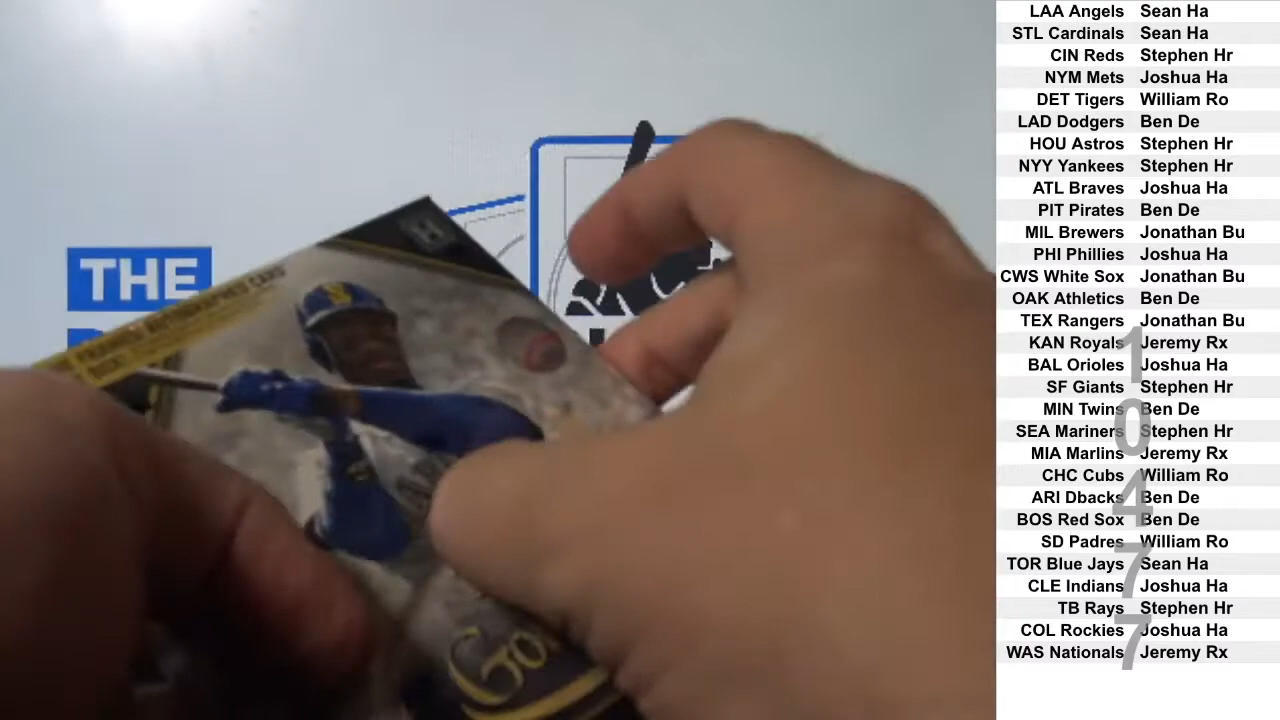 THE
FRAMED AUTOGRAPHED CARD
H
Go
LAA Angels Sean Ha
STL Cardinals Sean Ha
CIN Reds Stephen Hr
NYM Mets Joshua Ha
DET Tigers William Ro
LAD Dodgers Ben De
HOU Astros Stephen Hr
NYY Yankees Stephen Hr
ATL Braves Joshua Ha
PIT Pirates Ben De
MIL Brewers Jonathan Bu
PHI Phillies Joshua Ha
CWS White Sox Jonathan Bu
OAK Athletics Ben De
TEX Rangers Jonathan Bu
KAN Royals Jeremy Rx
BAL Orioles Joshua Ha
SF Giants Stephen Hr
MIN Twins Ben De
SEA Mariners Stephen Hr
MIA Marlins Jeremy Rx
CHC Cubs William Ro
ARI Dbacks Ben De
BOS Red Sox Ben De
SD Padres William Ro
TOR Blue Jays Sean Ha
CLE Indians Joshua Ha
TB Rays Stephen Hr
COL Rockies Joshua Ha
WAS Nationals Jeremy Rx
1
0
4
7
7